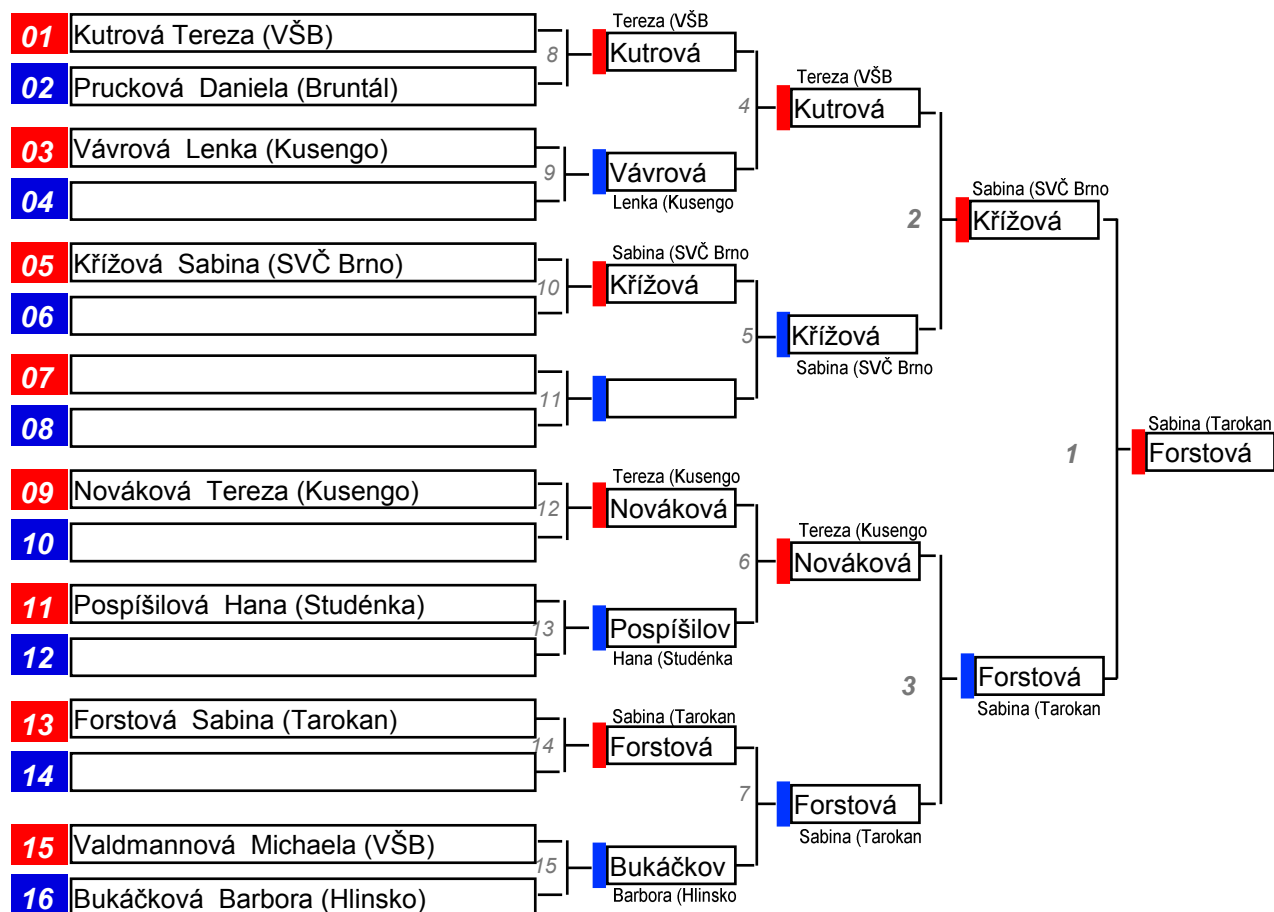 01 Kutrová Tereza (VŠB)
02 Prucková  Daniela (Bruntál)
03 Vávrová  Lenka (Kusengo)
04
05 Křížová  Sabina (SVČ Brno)
06
07
08
09 Nováková  Tereza (Kusengo)
10
11 Pospíšilová  Hana (Studénka)
12
13 Forstová  Sabina (Tarokan)
14
15 Valdmannová  Michaela (VŠB)
16 Bukáčková  Barbora (Hlinsko)
8
9
10
11
12
13
14
15
Tereza (VŠB
Kutrová
Vávrová
Lenka (Kusengo
Sabina (SVČ Brno
Křížová
Tereza (Kusengo
Nováková
Pospíšilov
Hana (Studénka
Sabina (Tarokan
Forstová
Bukáčkov
Barbora (Hlinsko
4
5
6
7
Tereza (VŠB
Kutrová
Křížová
Sabina (SVČ Brno
Tereza (Kusengo
Nováková
Forstová
Sabina (Tarokan
2
3
Sabina (SVČ Brno
Křížová
Forstová
Sabina (Tarokan
1
Sabina (Tarokan
Forstová